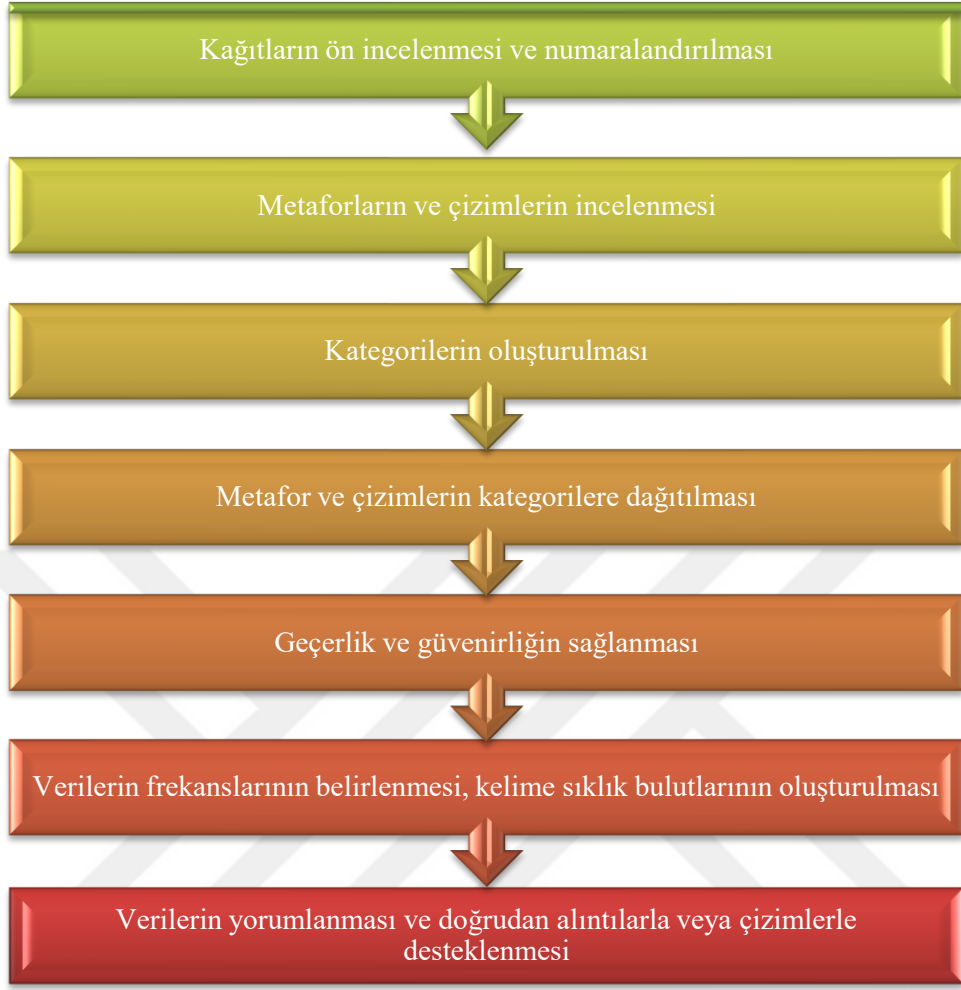 Kağıtların ön incelenmesi ve numaralandırılması
Metaforların ve çizimlerin incelenmesi
Kategorilerin oluşturulması
Metafor ve çizimlerin kategorilere dağıtılması
Geçerlik ve güvenirliğin sağlanması
Verilerin frekanslarının belirlenmesi, kelime sıklık bulutlarının oluşturulması
Verilerin yorumlanması ve doğrudan alıntılarla veya çizimlerle
desteklenmesi